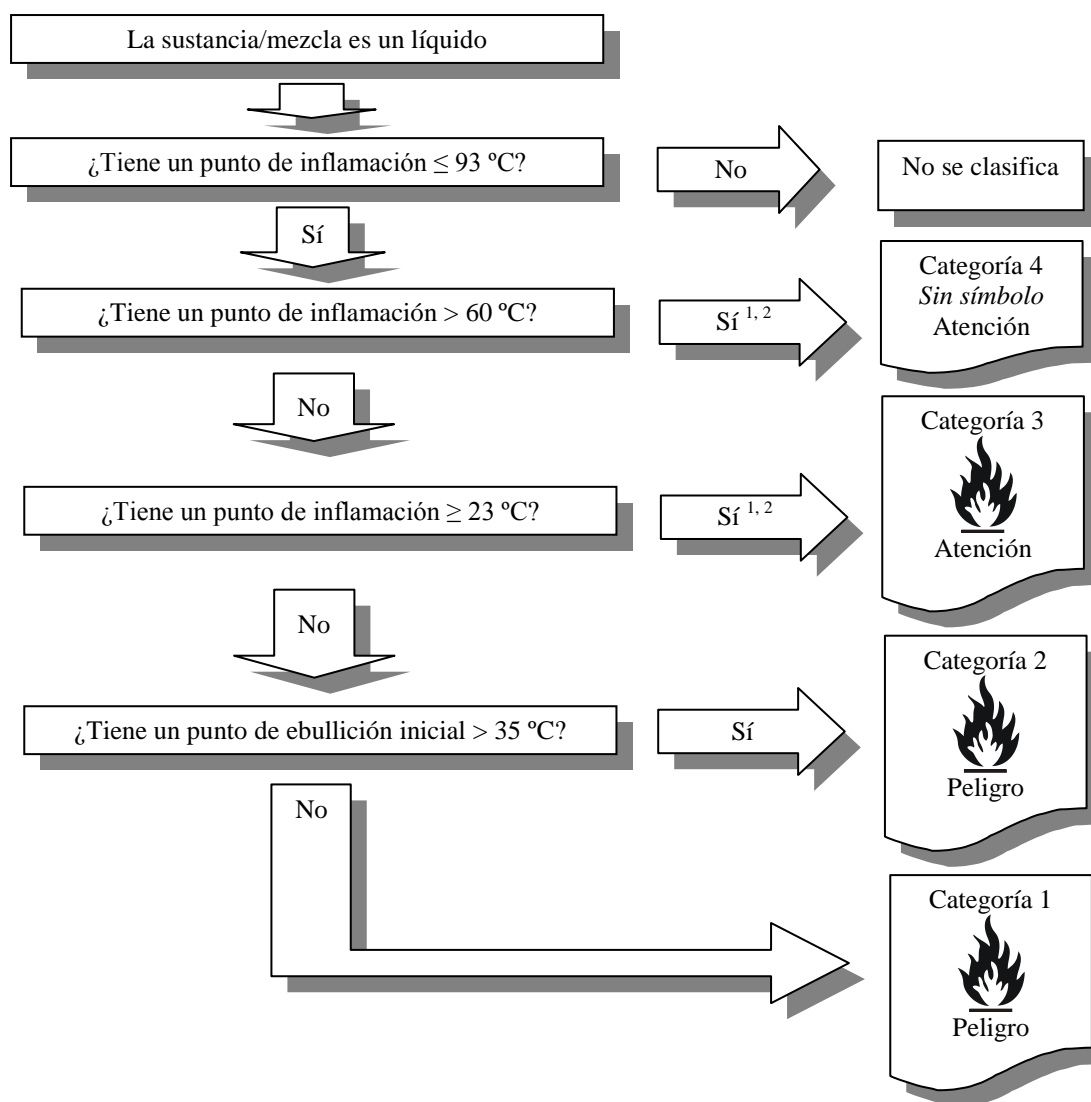 La sustancia/mezcla es un líquido
¿Tiene un punto de inflamación ≤ 93 ºC?
No
No se clasifica
Sí
¿Tiene un punto de inflamación > 60 ºC?
Sí 1, 2
Categoría 4
Sin símbolo
Atención
No
¿Tiene un punto de inflamación ≥ 23 ºC?
Sí 1, 2
Categoría 3
Atención
No
¿Tiene un punto de ebullición inicial > 35 ºC?
Sí
Categoría 2
Peligro
No
Categoría 1
Peligro